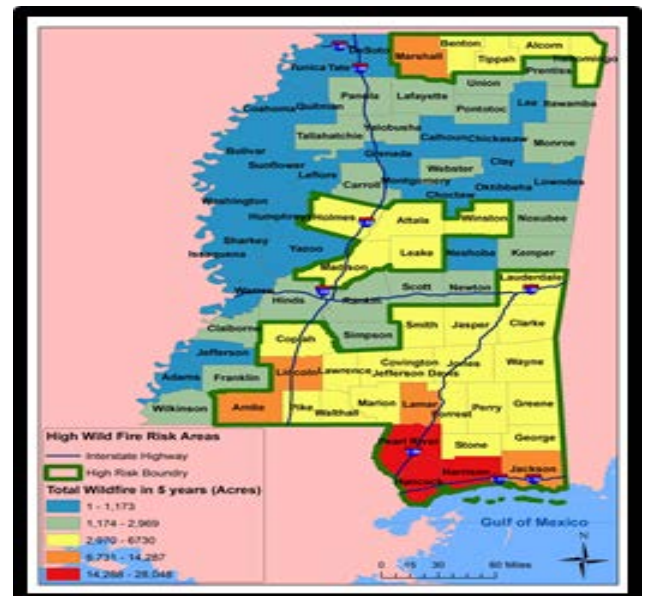 DeSoto
Benton
Alcorn
Marshall
Tippah
Tishomingo
Tunica
Tate
Prentiss
Union
Panola
Lafayette
Coahoma
Quitman
Pontotoc
Lee
Itawamba
Yalobusha
Tallahatchie
Calhoun
Chickasaw
Monroe
Bolivar
Grenada
Sunflower
Clay
Leflore
Webster
Montgomery
Carroll
Oktibbeha
Lowndes
Choctaw
Washington
Humphreys
Holmes
Attala
Winston
Noxubee
Sharkey
Issaquena
Yazoo
Leake
Neshoba
Kemper
Madison
Lauderdale
Warren
Scott
Newton
Hinds
Rankin
Claiborne
Smith
Jasper
Clarke
Copiah
Simpson
Jefferson
Covington
Jones
Wayne
Adams
Franklin
Lincoln
Lawrence
Jefferson Davis
Wilkinson
Amite
Pike
Walthall
Marion
Lamar
Forrest
Perry
Greene
Pearl River
Stone
George
Hancock
Harrison
Jackson
Gulf of Mexico
High Wild Fire Risk Areas
Interstate Highway
High Risk Boundry
Total Wildfire in 5 years (Acres)
1 - 1,173
1,174 - 2,969
2,970 - 6730
6,731 - 14,287
14,288 - 28,048
N
0 15 30 60 Miles